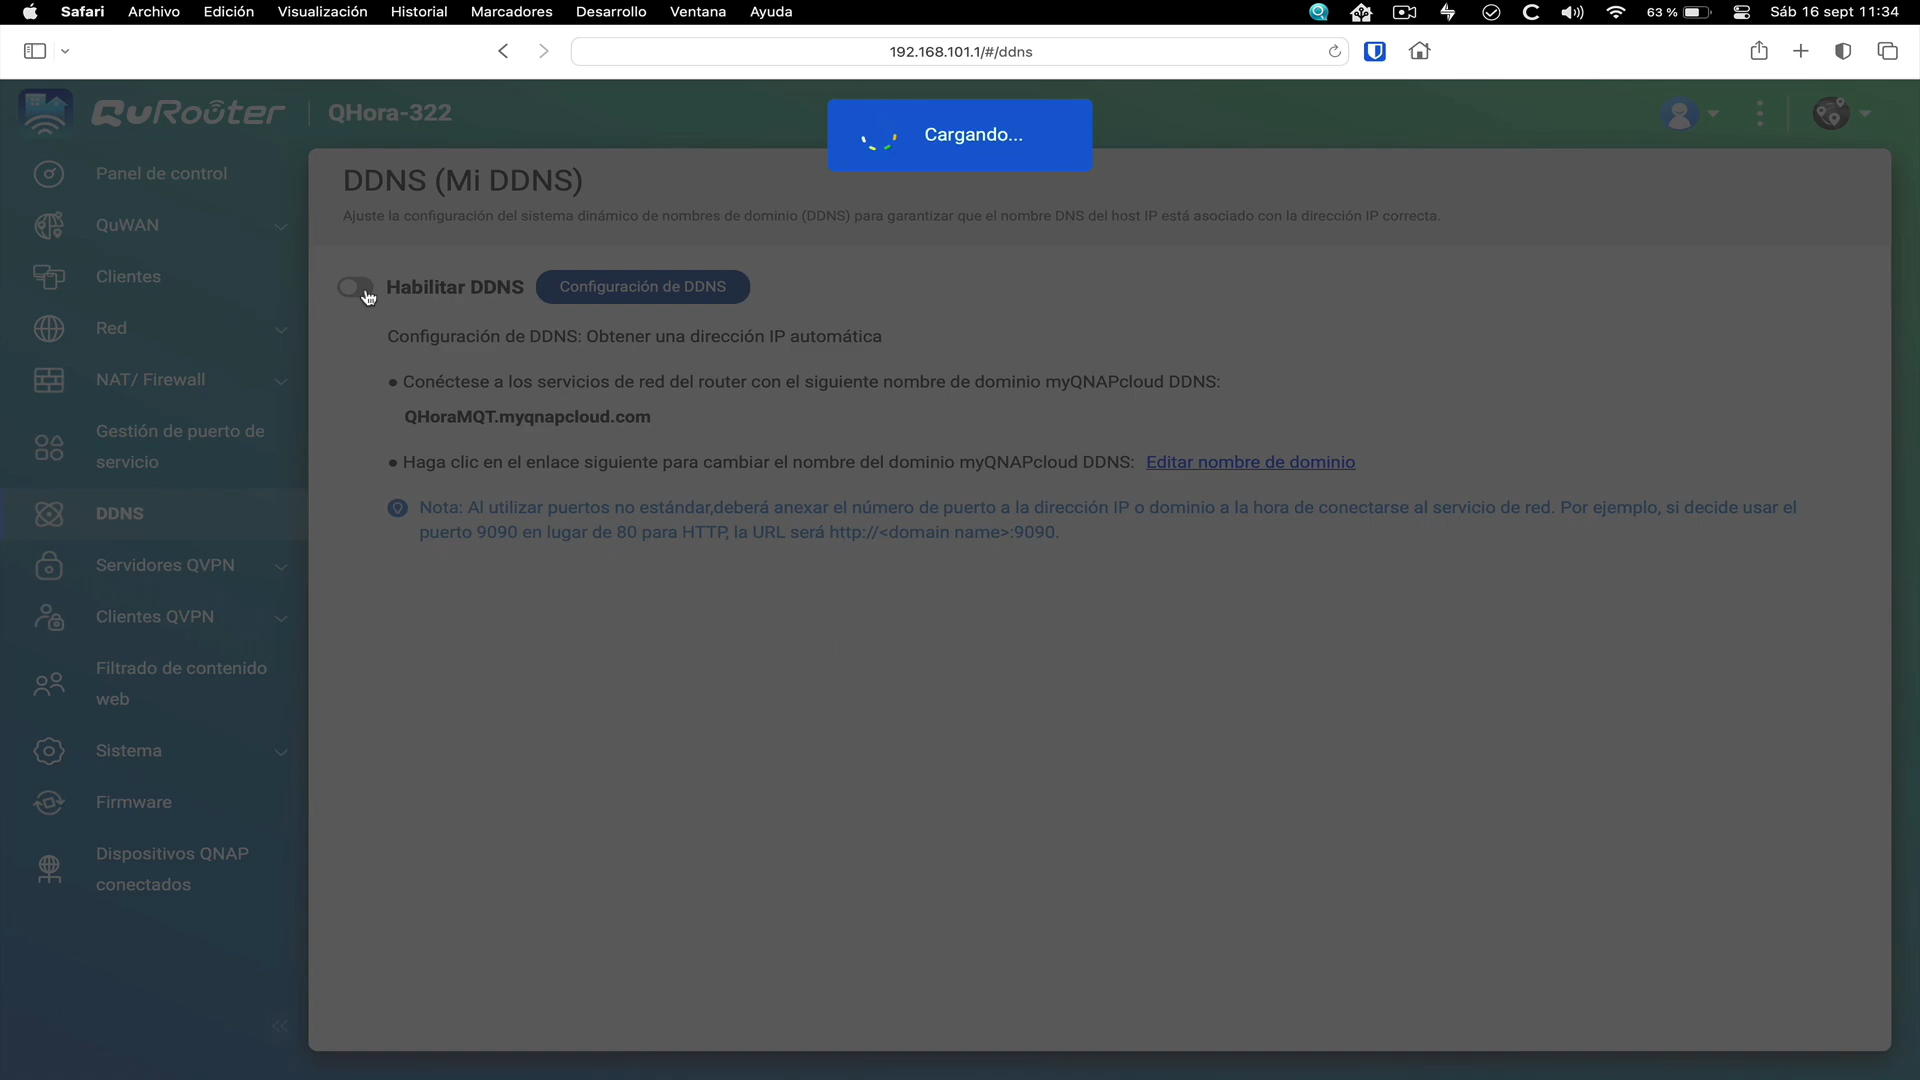 Safari Archivo Edición Visualización Historial Marcadores Desarrollo Ventana Ayuda 63 % Sáb 16 sept 11:34
192.168.101.1/#/ddns
QuRouter QHora-322
Cargando...
Panel de control
QuWAN
Clientes
Red
NAT/ Firewall
Gestión de puerto de
servicio
DDNS
Servidores QVPN
Clientes QVPN
Filtrado de contenido
web
Sistema
Firmware
Dispositivos QNAP
conectados
DDNS (Mi DDNS)
Ajuste la configuración del sistema dinámico de nombres de dominio (DDNS) para garantizar que el nombre DNS del host IP está asociado con la dirección IP correcta.
Habilitar DDNS Configuración de DDNS
Configuración de DDNS: Obtener una dirección IP automática
● Conéctese a los servicios de red del router con el siguiente nombre de dominio myQNAPcloud DDNS:
QHoraMQT.myqnapcloud.com
● Haga clic en el enlace siguiente para cambiar el nombre del dominio myQNAPcloud DDNS: Editar nombre de dominio
Nota: Al utilizar puertos no estándar,deberá anexar el número de puerto a la dirección IP o dominio a la hora de conectarse al servicio de red. Por ejemplo, si decide usar el
puerto 9090 en lugar de 80 para HTTP, la URL será http://<domain name>:9090.